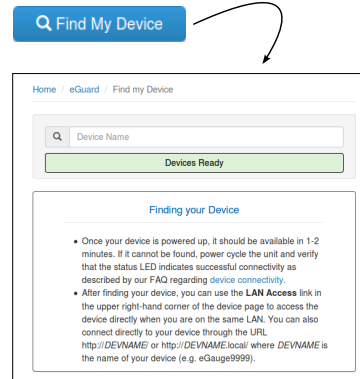 Find My Device
Home / eGuard / Find my Device
Device Name
Devices Ready
Finding your Device
• Once your device is powered up, it should be available in 1-2
minutes. If it cannot be found, power cycle the unit and verify
that the status LED indicates successful connectivity as
described by our FAQ regarding device connectivity.
• After finding your device, you can use the LAN Access link in
the upper right-hand corner of the device page to access the
device directly when you are on the same LAN. You can also
connect directly to your device through the URL
http://DEVNAME/ or http://DEVNAME.local/ where DEVNAME is
the name of your device (e.g. eGauge9999).